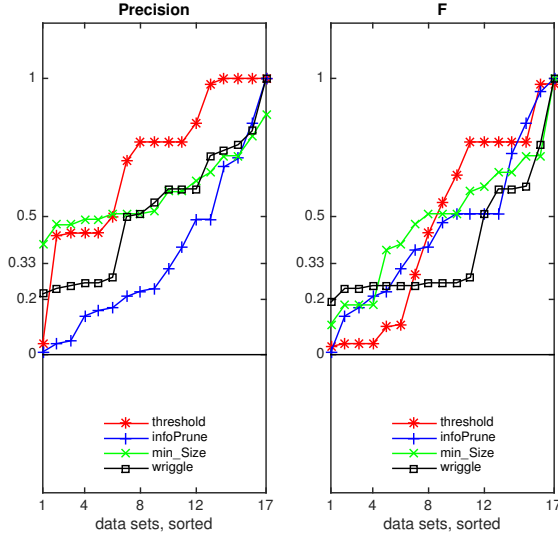 Precision
1
0.5
0.33
0.2
0
threshold
infoPrune
min_Size
wriggle
1 4 8 12 17
data sets, sorted
F
1
0.5
0.33
0.2
0
threshold
infoPrune
min_Size
wriggle
1 4 8 12 17
data sets, sorted